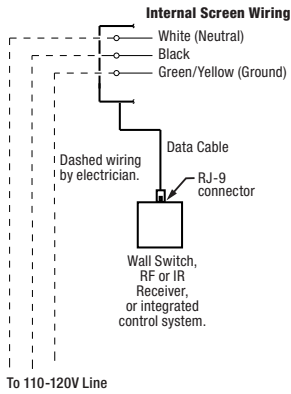 Internal Screen Wiring
White (Neutral)
Black
Green/Yellow (Ground)
Data Cable
Dashed wiring
by electrician.
RJ-9
connector
Wall Switch,
RF or IR
Receiver,
or integrated
control system.
To 110-120V Line